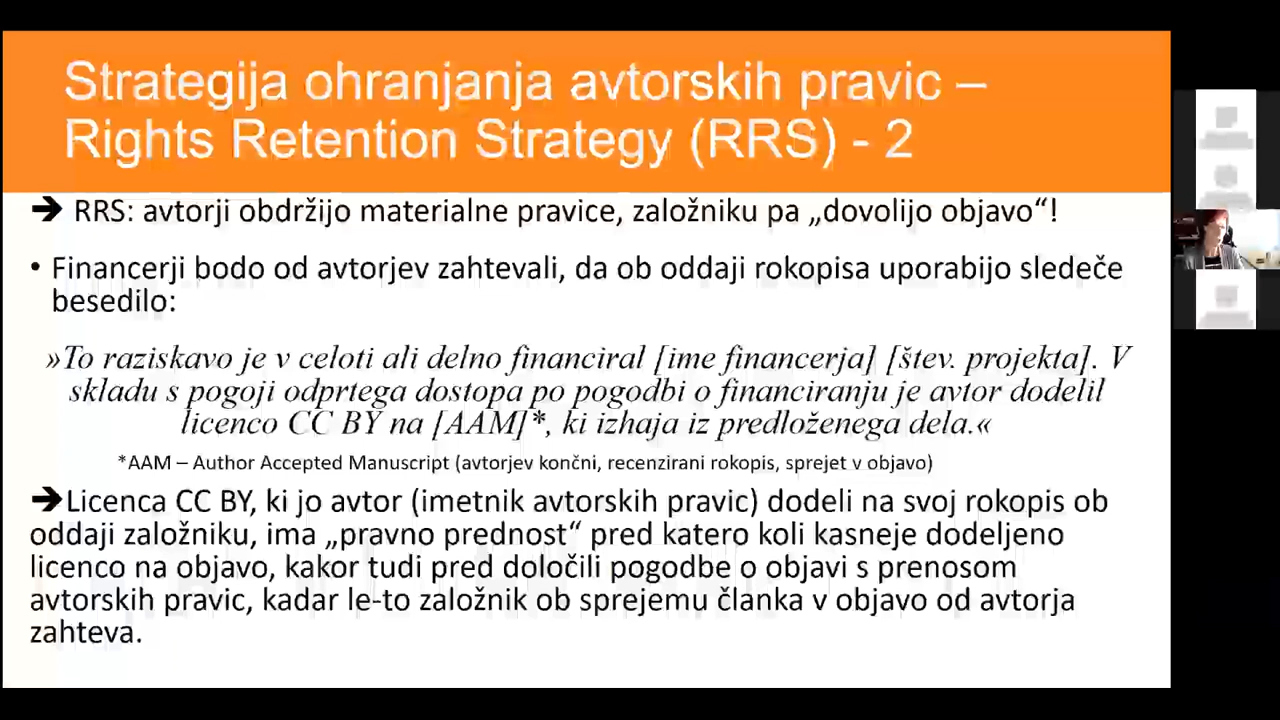 Strategija ohranjanja avtorskih pravic –
Rights Retention Strategy (RRS) - 2
➔ RRS: avtorji obdržijo materialne pravice, založniku pa „dovolijo objavo“!
• Financerji bodo od avtorjev zahtevali, da ob oddaji rokopisa uporabijo sledeče
besedilo:
»To raziskavo je v celoti ali delno financiral [ime financerja] [štev. projekta]. V
skladu s pogoji odprtega dostopa po pogodbi o financiranju je avtor dodelil
licenco CC BY na [AAM]*, ki izhaja iz predloženega dela.«
*AAM – Author Accepted Manuscript (avtorjev končni, recenzirani rokopis, sprejet v objavo)
➔Licenca CC BY, ki jo avtor (imetnik avtorskih pravic) dodeli na svoj rokopis ob
oddaji založniku, ima „pravno prednost“ pred katero koli kasneje dodeljeno
licenco na objavo, kakor tudi pred določili pogodbe o objavi s prenosom
avtorskih pravic, kadar le-to založnik ob sprejemu članka v objavo od avtorja
zahteva.